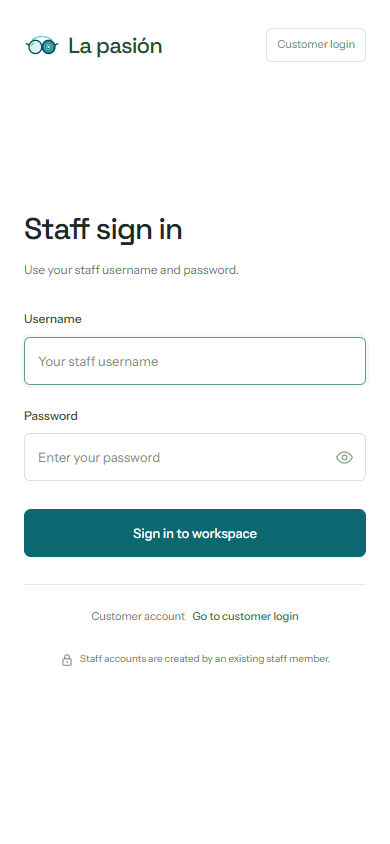 La pasión
Customer login
Staff sign in
Use your staff username and password.
Username
Your staff username
Password
Enter your password
Sign in to workspace
Customer account Go to customer login
Staff accounts are created by an existing staff member.